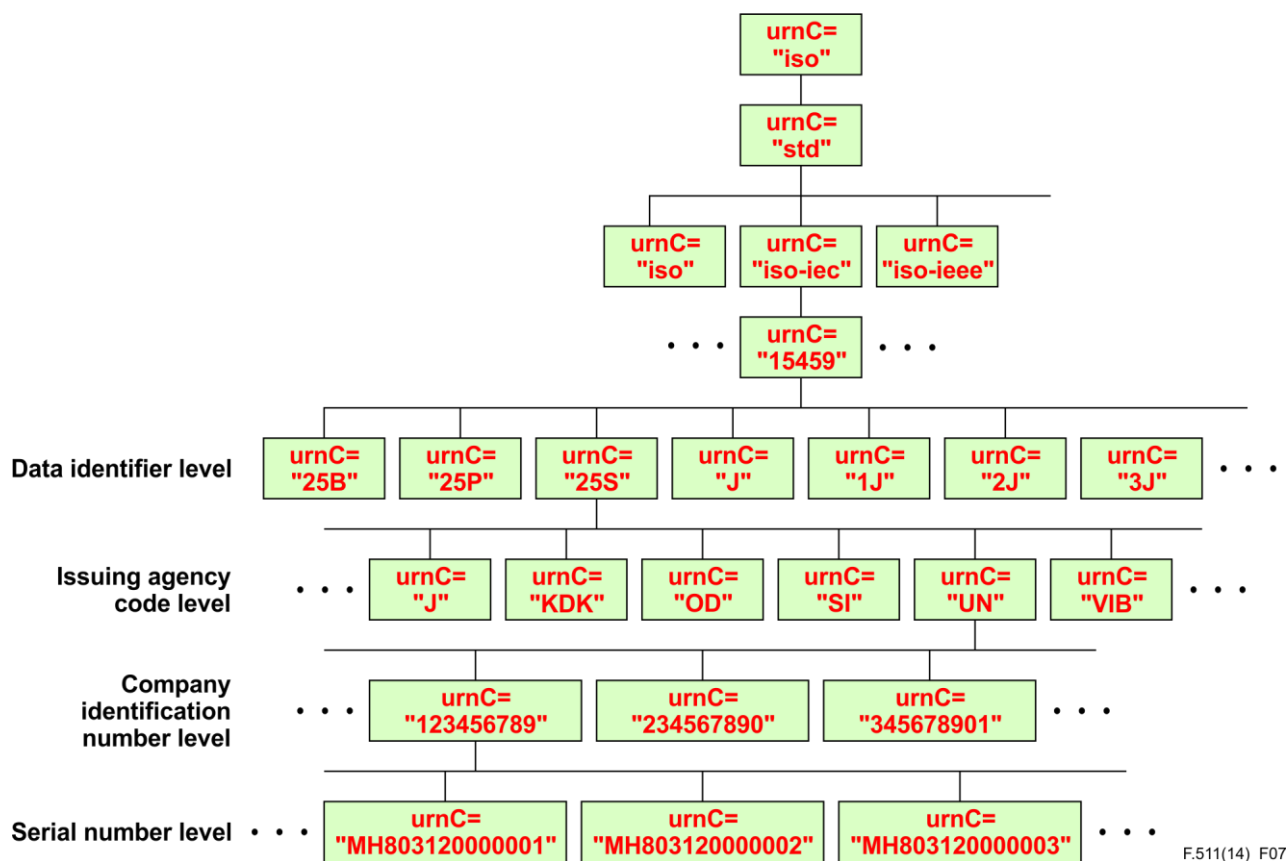 urnC=
"iso"
urnC=
"std"
urnC= urnC= urnC=
"iso" "iso-iec" "iso-ieee"
• • • urnC= • • •
"15459"
Data identifier level
urnC= urnC= urnC= urnC= urnC= urnC= urnC=
"25B" "25P" "25S" "J" "1J" "2J" "3J" • • •
Issuing agency
code level
• • • urnC= urnC= urnC= urnC= urnC= urnC= • • •
"J" "KDK" "OD" "SI" "UN" "VIB"
Company
identification
number level
• • • urnC= urnC= urnC= • • •
"123456789" "234567890" "345678901"
Serial number level • • • urnC= urnC= urnC= • • •
"MH803120000001" "MH803120000002" "MH803120000003"
F.511(14)_F07